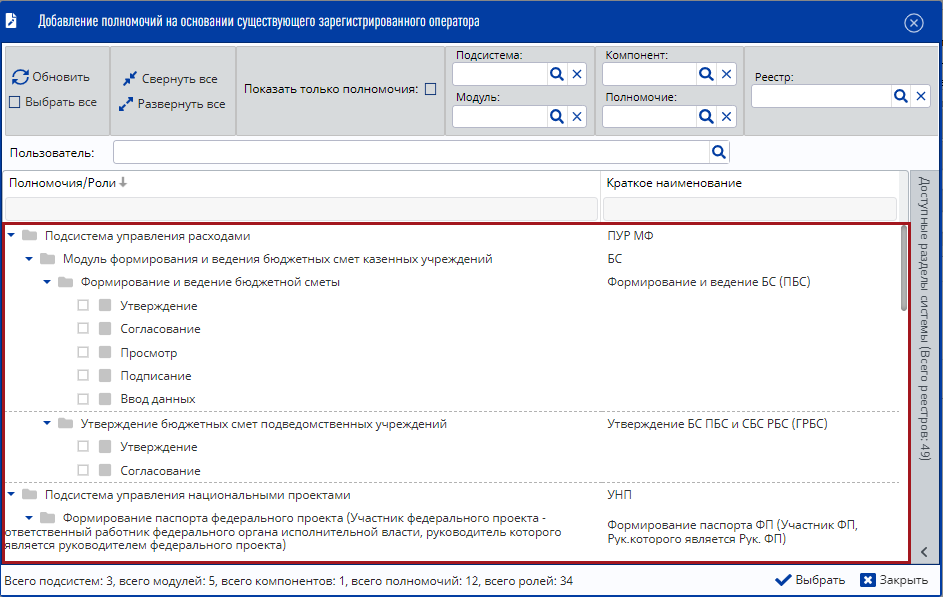 Добавление полномочий на основании существующего зарегистрированного оператора
Обновить
Выбрать все
Свернуть все
Развернуть все
Показать только полномочия:
Подсистема:
Модуль:
Компонент:
Полномочие:
Реестр:
Пользователь:
Полномочия/Роли
Краткое наименование
Подсистема управления расходами
ПУР МФ
Модуль формирования и ведения бюджетных смет казенных учреждений
БС
Формирование и ведение бюджетной сметы
Формирование и ведение БС (ПБС)
Утверждение
Согласование
Просмотр
Подписание
Ввод данных
Утверждение бюджетных смет подведомственных учреждений
Утверждение БС ПБС и СБС РБС (ГРБС)
Утверждение
Согласование
Подсистема управления национальными проектами
УНП
Формирование паспорта федерального проекта (Участник федерального проекта -
ответственный работник федерального органа исполнительной власти, руководитель которого
является руководителем федерального проекта)
Формирование паспорта ФП (Участник ФП,
Рук.которого является Рук. ФП)
Доступные разделы системы (Всего реестров: 49)
Всего подсистем: 3, всего модулей: 5, всего компонентов: 1, всего полномочий: 12, всего ролей: 34
Выбрать
Закрыть